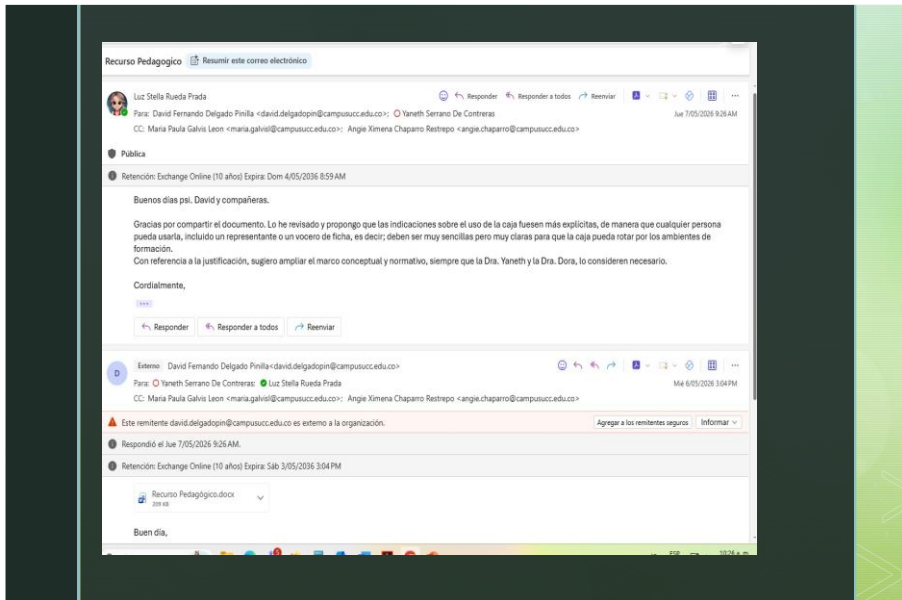 Recurso Pedagogico Resumir este correo electrónico
Luz Stella Rueda Prada
Responder Responder a todos Reenviar
Para: David Fernando Delgado Pinilla <david.delgadopin@campusucc.edu.co>; Yaneth Serrano De Contreras
Jue 7/05/2026 9:26 AM
CC: Maria Paula Galvis Leon <maria.galvisl@campusucc.edu.co>; Angie Ximena Chaparro Restrepo <angie.chaparro@campusucc.edu.co>
Pública
Retención: Exchange Online (10 años) Expira: Dom 4/05/2036 8:59 AM
Buenos días psi. David y compañeras.
Gracias por compartir el documento. Lo he revisado y propongo que las indicaciones sobre el uso de la caja fuesen más explícitas, de manera que cualquier persona
pueda usarla, incluido un representante o un vocero de ficha, es decir; deben ser muy sencillas pero muy claras para que la caja pueda rotar por los ambientes de
formación.
Con referencia a la justificación, sugiero ampliar el marco conceptual y normativo, siempre que la Dra. Yaneth y la Dra. Dora, lo consideren necesario.
Cordialmente,
Responder Responder a todos Reenviar
D
Externo David Fernando Delgado Pinilla<david.delgadopin@campusucc.edu.co>
Para: Yaneth Serrano De Contreras; Luz Stella Rueda Prada
Mié 6/05/2026 3:04 PM
CC: Maria Paula Galvis Leon <maria.galvisl@campusucc.edu.co>; Angie Ximena Chaparro Restrepo <angie.chaparro@campusucc.edu.co>
Este remitente david.delgadopin@campusucc.edu.co es externo a la organización.
Agregar a los remitentes seguros Informar
Respondió el Jue 7/05/2026 9:26 AM.
Retención: Exchange Online (10 años) Expira: Sáb 3/05/2036 3:04 PM
Recurso Pedagógico.docx
209 KB
Buen día,